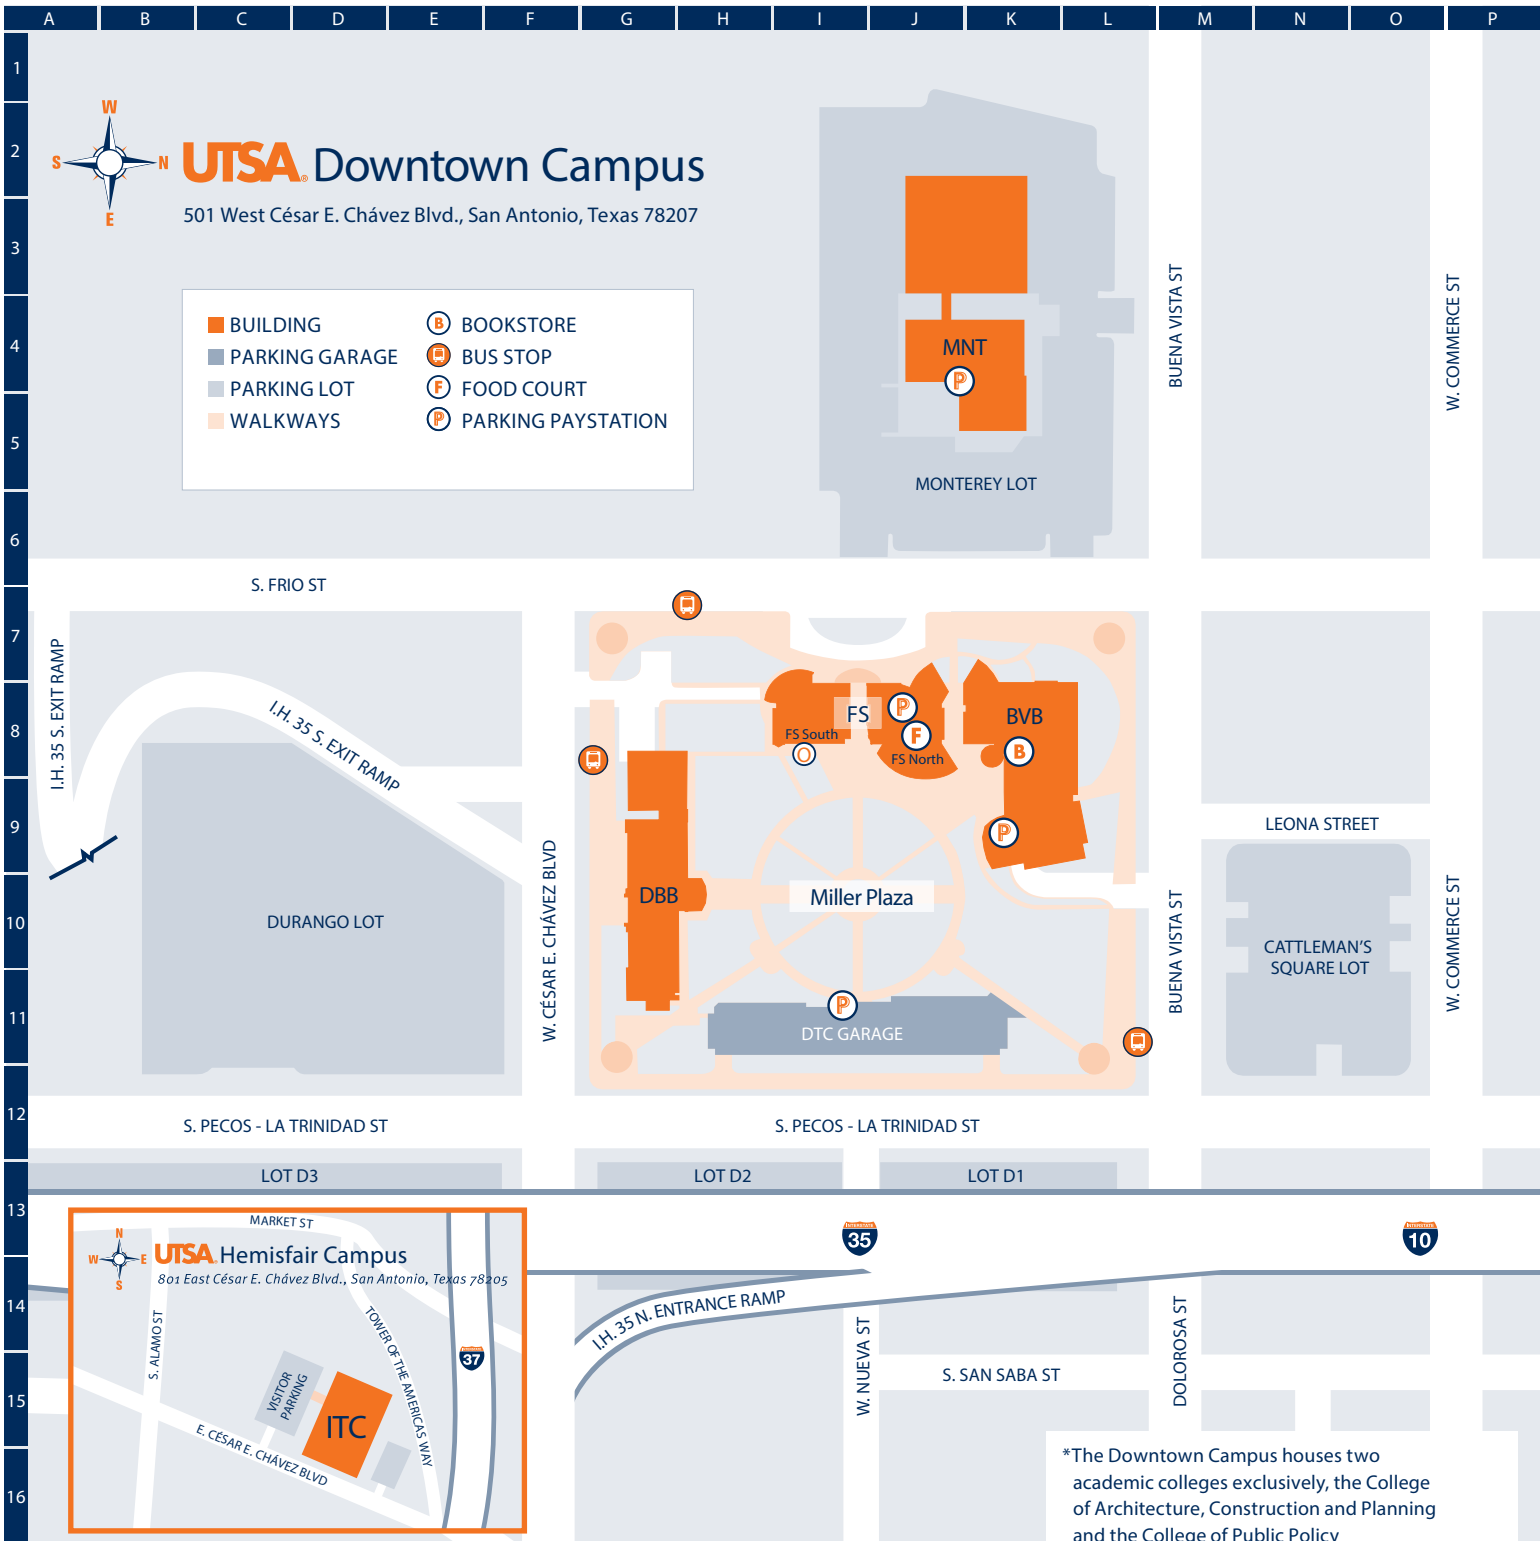 A B C D E F G H I J K L M N O P
1
2
3
4
5
6
7
8
9
10
11
12
13
14
15
16
W
S N
E
UTSA® Downtown Campus
501 West César E. Chávez Blvd., San Antonio, Texas 78207
BUILDING
PARKING GARAGE
PARKING LOT
WALKWAYS
B BOOKSTORE
BUS STOP
F FOOD COURT
P PARKING PAYSTATION
MNT
P
MONTEREY LOT
BUENA VISTA ST
W. COMMERCE ST
S. FRIO ST
I.H. 35 S. EXIT RAMP
I.H. 35 S. EXIT RAMP
FS
P
F
FS South
O
FS North
BVB
B
P
DBB
Miller Plaza
P
DTC GARAGE
DURANGO LOT
W. CÉSAR E. CHÁVEZ BLVD
BUENA VISTA ST
LEONA STREET
CATTLEMAN'S
SQUARE LOT
W. COMMERCE ST
S. PECOS - LA TRINIDAD ST
S. PECOS - LA TRINIDAD ST
LOT D3
LOT D2
LOT D1
INTERSTATE
35
INTERSTATE
10
MARKET ST
N
W E
S
UTSA Hemisfair Campus
801 East César E. Chávez Blvd., San Antonio, Texas 78205
S. ALAMO ST
TOWER OF THE AMERICAS WAY
37
VISITOR
PARKING
ITC
E. CÉSAR E. CHÁVEZ BLVD
I.H. 35 N. ENTRANCE RAMP
W. NUEVA ST
S. SAN SABA ST
DOLOROSA ST
*The Downtown Campus houses two
academic colleges exclusively, the College
of Architecture, Construction and Planning
and the College of Public Policy